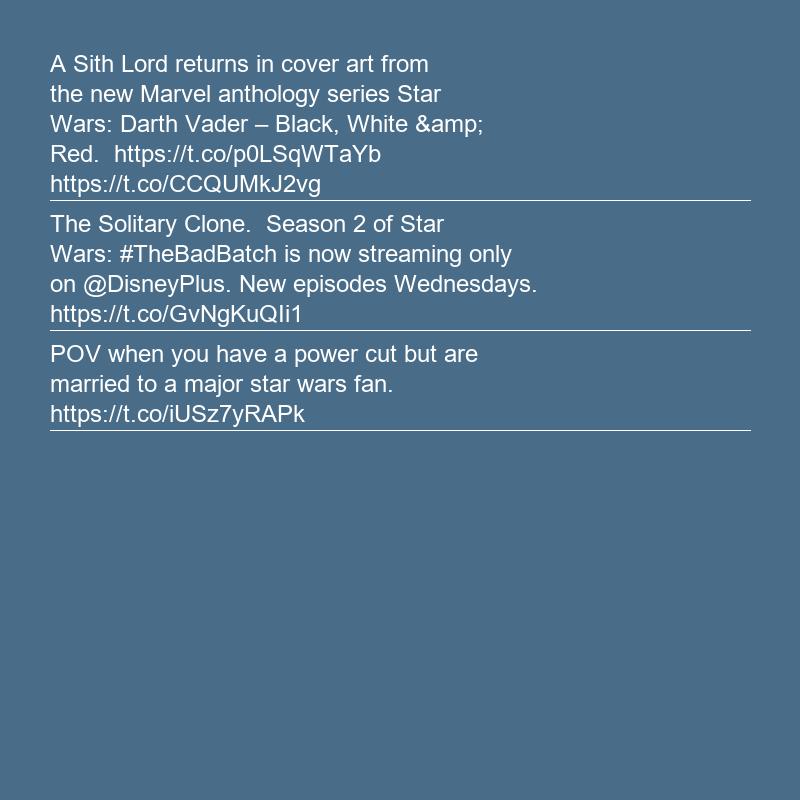 A Sith Lord returns in cover art from
the new Marvel anthology series Star
Wars: Darth Vader – Black, White &amp;
Red.  https://t.co/p0LSqWTaYb
https://t.co/CCQUMkJ2vg
The Solitary Clone.  Season 2 of Star
Wars: #TheBadBatch is now streaming only
on @DisneyPlus. New episodes Wednesdays.
https://t.co/GvNgKuQIi1
POV when you have a power cut but are
married to a major star wars fan.
https://t.co/iUSz7yRAPk